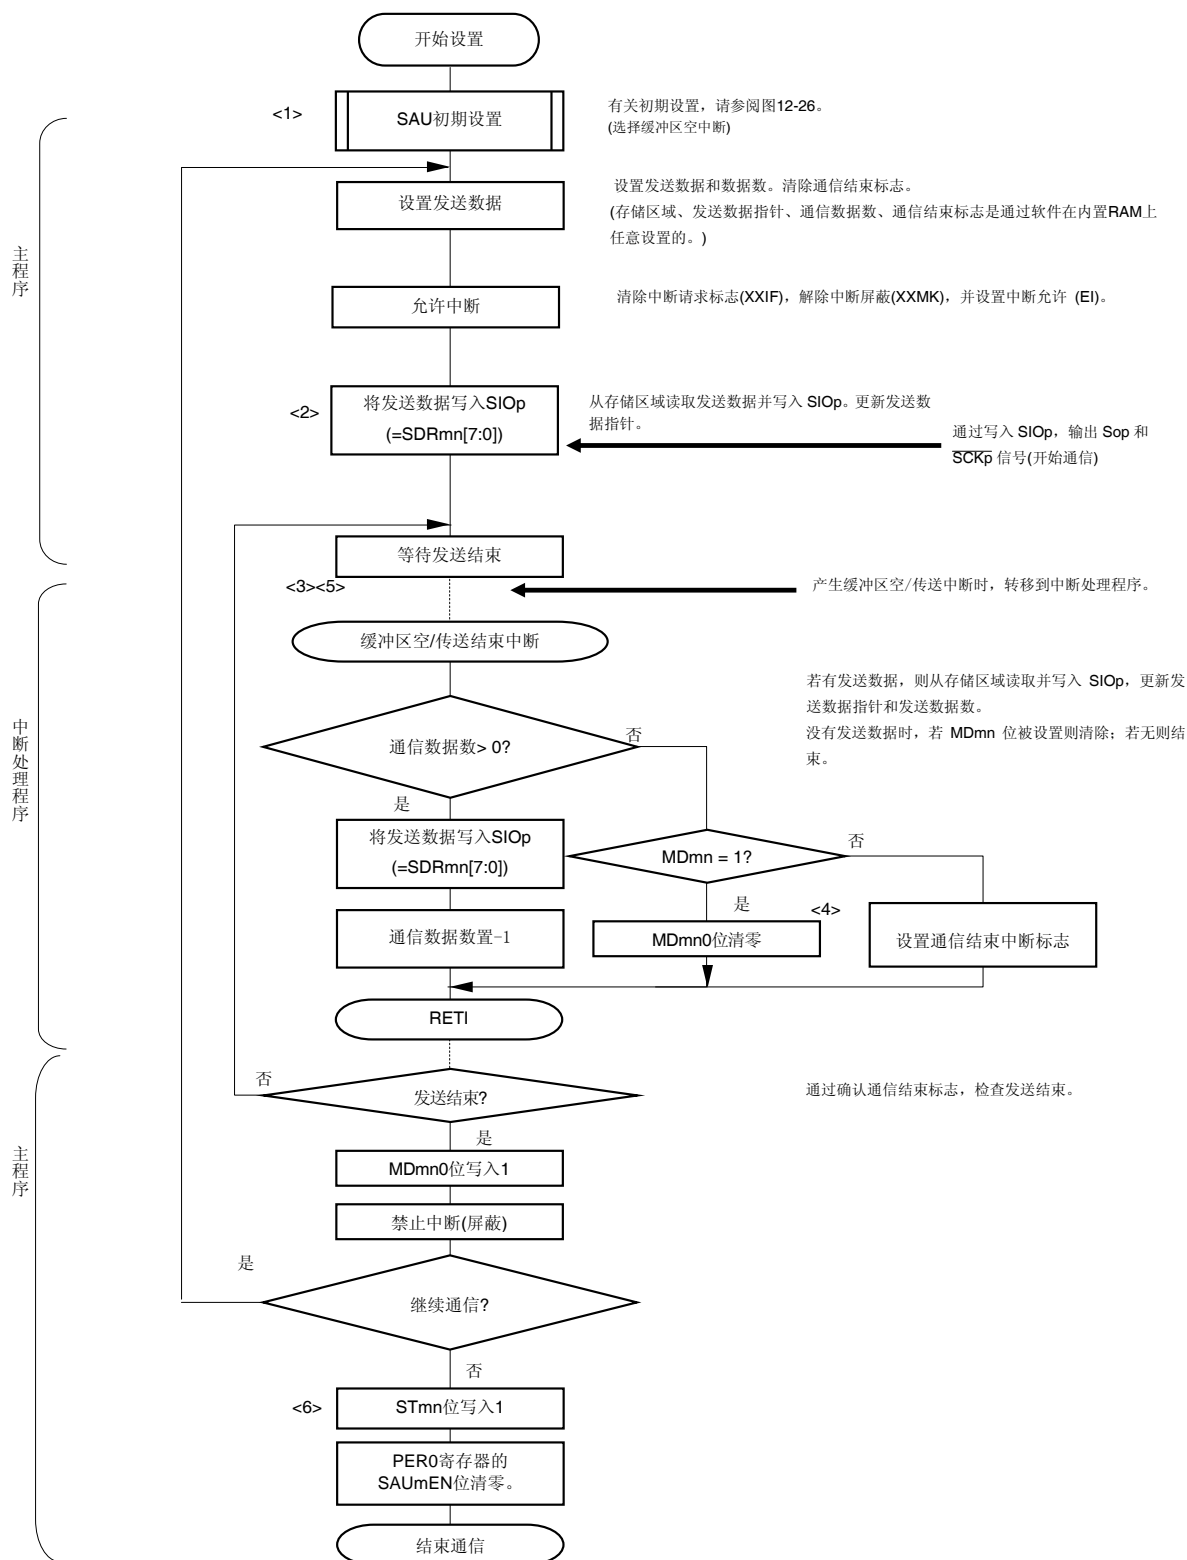 开始设置
<1>
SAU初期设置
有关初期设置，请参阅图12-26。
(选择缓冲区空中断)
设置发送数据
设置发送数据和数据数。清除通信结束标志。
(存储区域、发送数据指针、通信数据数、通信结束标志是通过软件在内置RAM上
任意设置的。)
主程序
允许中断
清除中断请求标志(XXIF)，解除中断屏蔽(XXMK)，并设置中断允许 (EI)。
<2>
将发送数据写入SIOp
(=SDRmn[7:0])
从存储区域读取发送数据并写入 SIOp。更新发送数
据指针。
通过写入 SIOp，输出 Sop 和
SCKp 信号(开始通信)
等待发送结束
<3><5>
产生缓冲区空/传送中断时，转移到中断处理程序。
缓冲区空/传送结束中断
若有发送数据，则从存储区域读取并写入 SIOp，更新发
送数据指针和发送数据数。
没有发送数据时，若 MDmn 位被设置则清除；若无则结
束。
中断处理程序
通信数据数> 0?
否
是
将发送数据写入SIOp
(=SDRmn[7:0])
MDmn = 1?
否
是
<4>
通信数据数置-1
MDmn0位清零
设置通信结束中断标志
RETI
否
发送结束?
通过确认通信结束标志，检查发送结束。
是
主程序
MDmn0位写入1
禁止中断(屏蔽)
是
继续通信?
否
<6>
STmn位写入1
PER0寄存器的
SAUmEN位清零。
结束通信